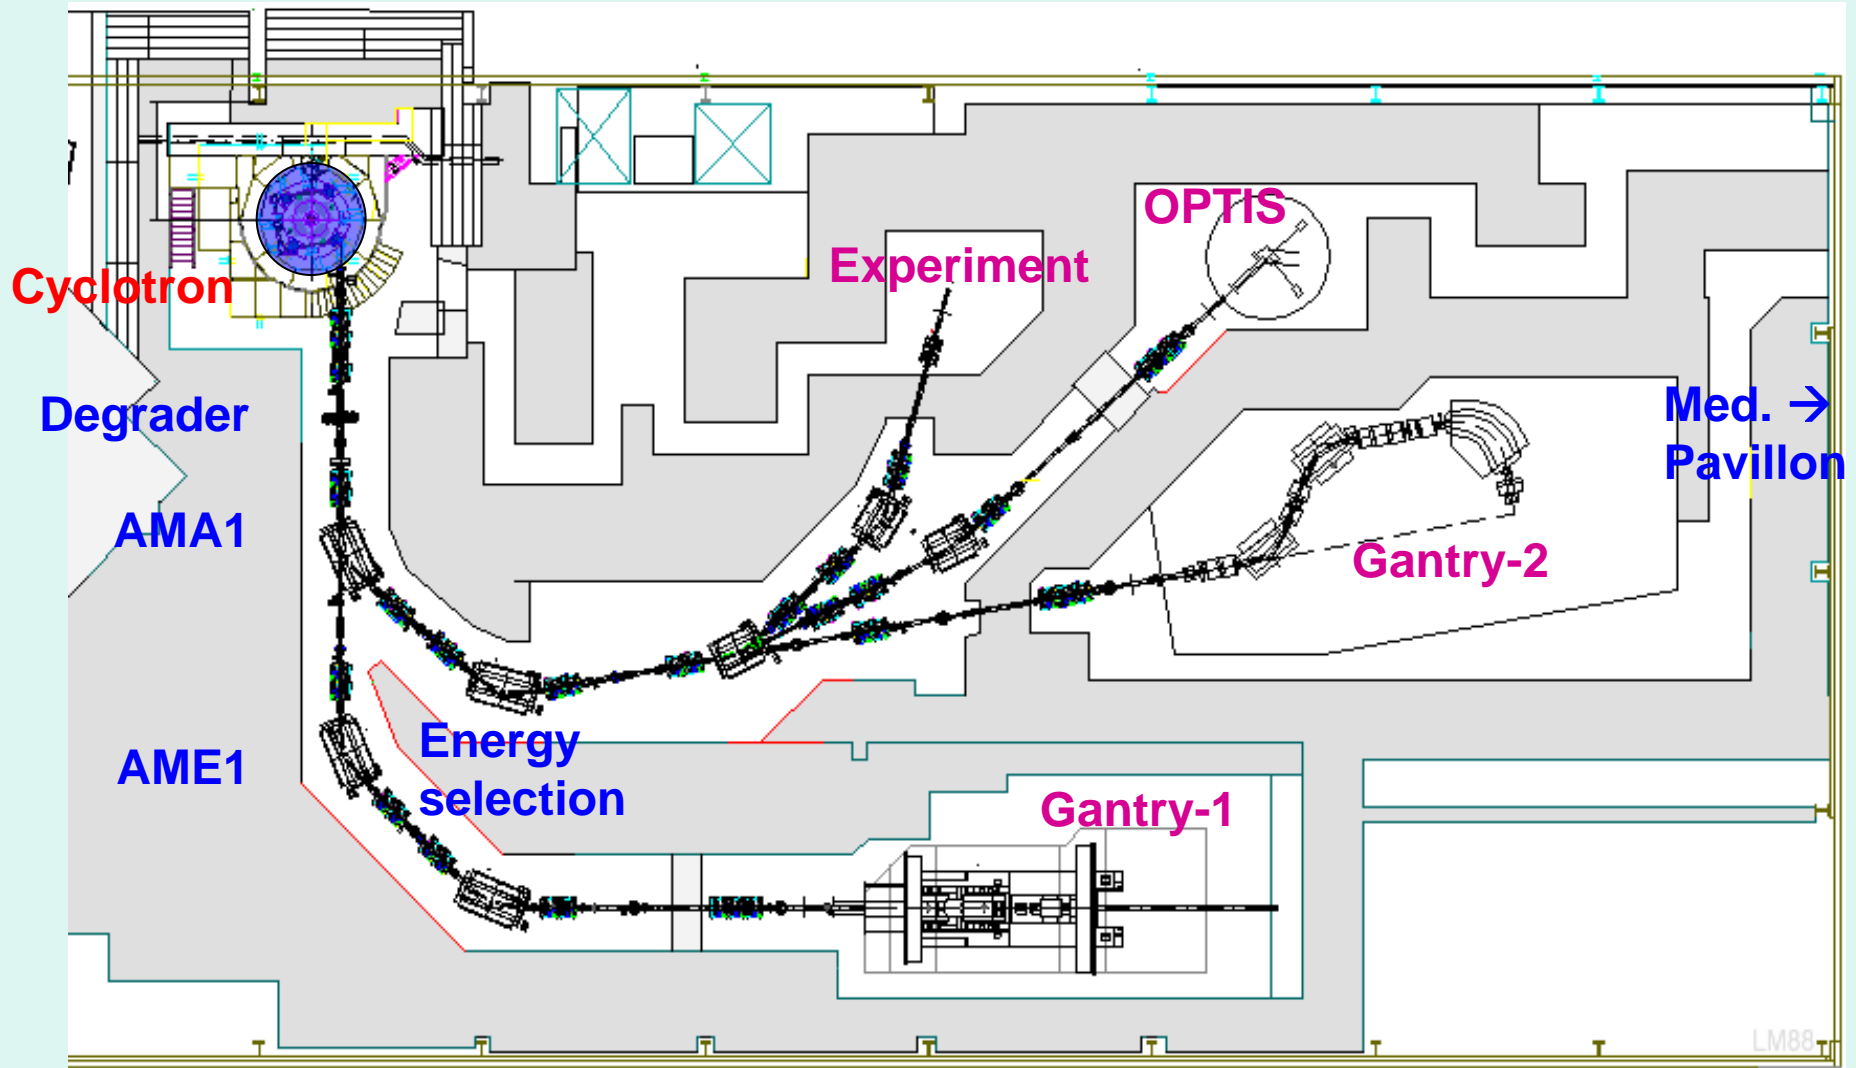 OPTIS
Experiment
Cyclotron
Degrader
Med. →
Pavillon
AMA1
Gantry-2
Energy
selection
AME1
Gantry-1
LM88